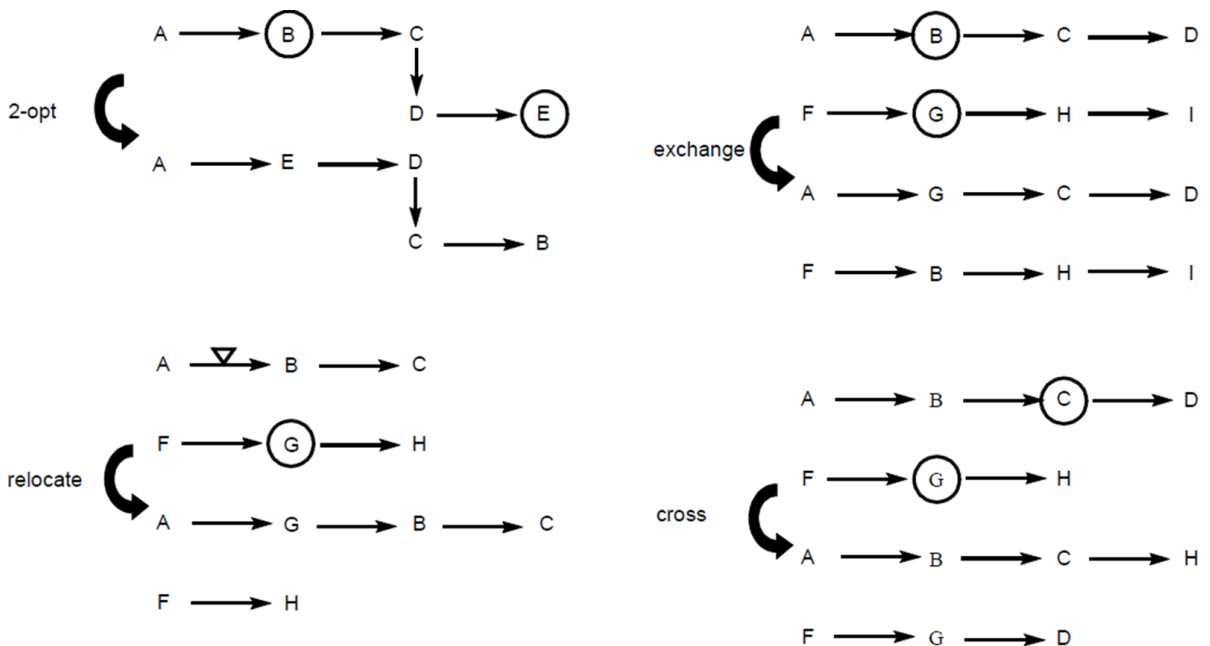 A B C
D E
2-opt
A E D
C B
A B C D
F G H I
exchange
A G C D
F B H I
A B C
F G H
relocate
A G B C
F H
A B C D
F G H
cross
A B C H
F G D